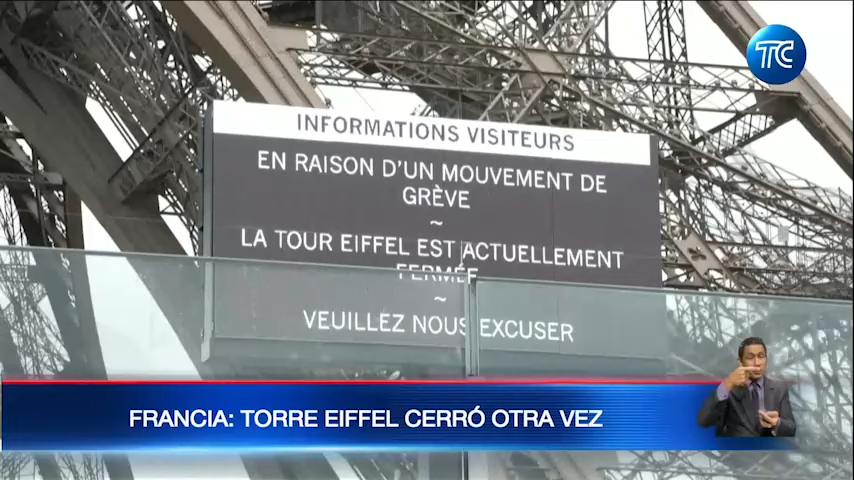 TC
INFORMATIONS VISITEURS
EN RAISON D'UN MOUVEMENT DE
GRÈVE
~
LA TOUR EIFFEL EST ACTUELLEMENT
FERMÉE
~
VEUILLEZ NOUS EXCUSER
FRANCIA: TORRE EIFFEL CERRÓ OTRA VEZ